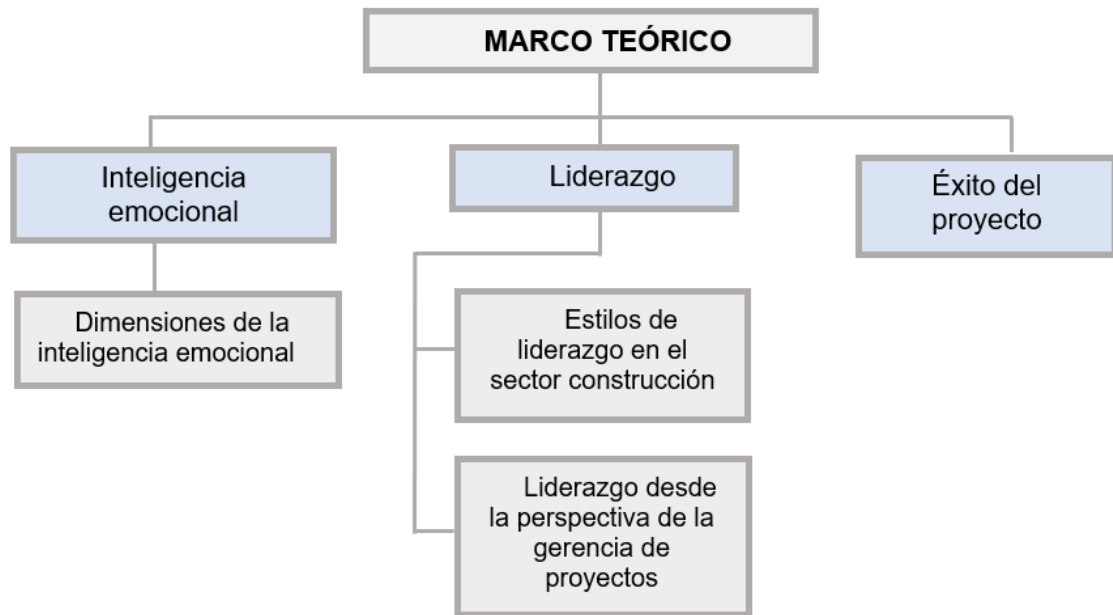 MARCO TEÓRICO
Inteligencia
emocional
Liderazgo
Éxito del
proyecto
Dimensiones de la
inteligencia emocional
Estilos de
liderazgo en el
sector construcción
Liderazgo desde
la perspectiva de la
gerencia de
proyectos